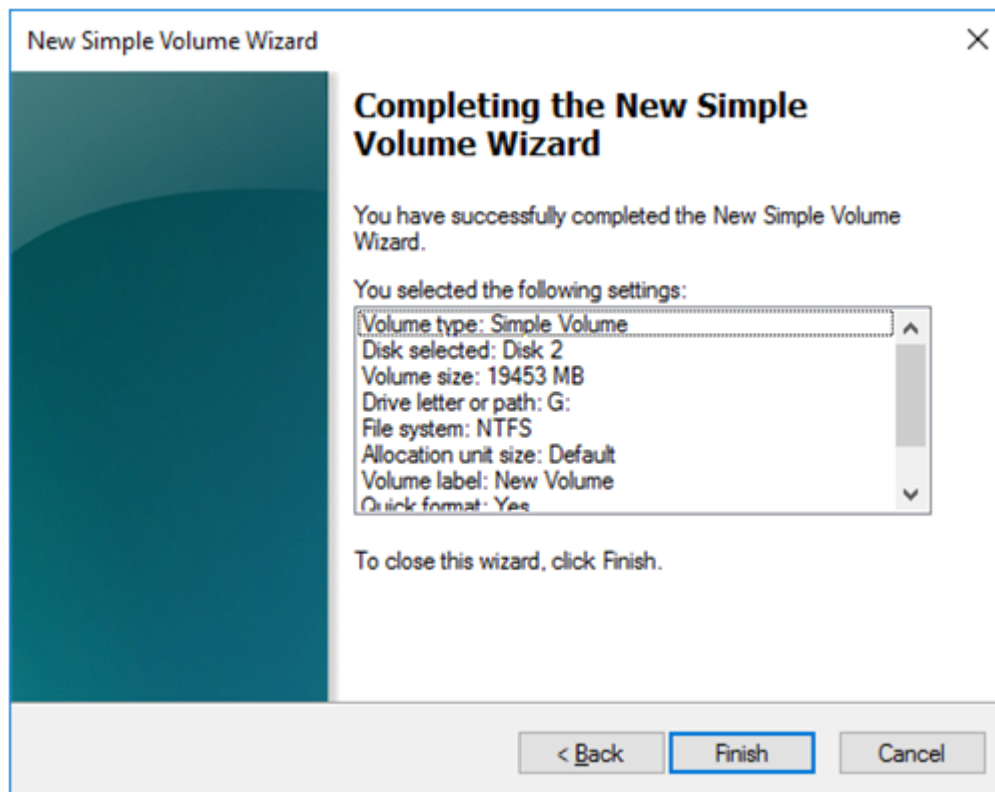 New Simple Volume Wizard
Completing the New Simple
Volume Wizard
You have successfully completed the New Simple Volume
Wizard.
You selected the following settings:
Volume type: Simple Volume
Disk selected: Disk 2
Volume size: 19453 MB
Drive letter or path: G:
File system: NTFS
Allocation unit size: Default
Volume label: New Volume
Quick format: Yes
To close this wizard, click Finish.
< Back
Finish
Cancel